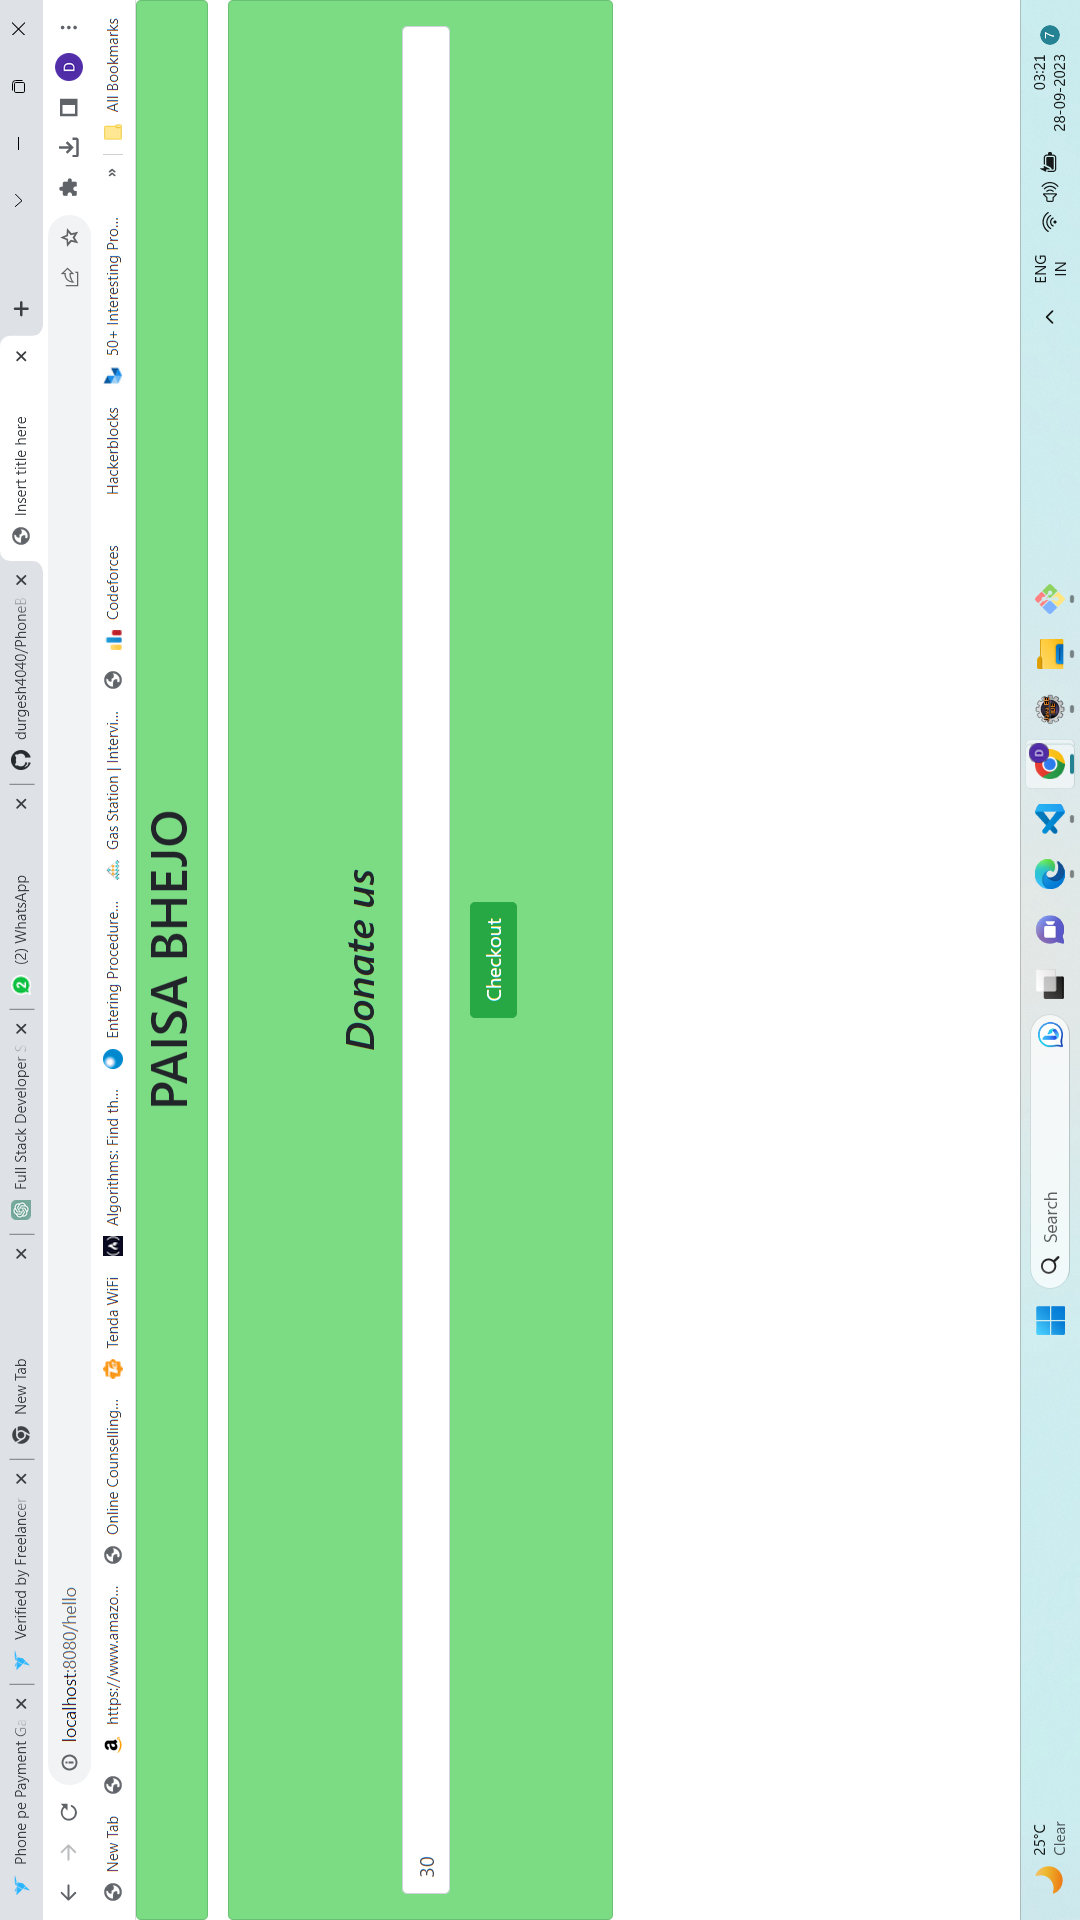 Phone pe Payment Ga
Verified by Freelancer
New Tab
Full Stack Developer S
2
(2) WhatsApp
durgesh4040/PhoneB
Insert title here
localhost:8080/hello
D
New Tab
https://www.amazo...
Online Counselling...
Tenda WiFi
Algorithms: Find th...
Entering Procedure...
Gas Station | Intervi...
Codeforces
Hackerblocks
50+ Interesting Pro...
»
All Bookmarks
PAISA BHEJO
Donate us
30
Checkout
25°C
Clear
Search
D
ENG
IN
03:21
28-09-2023
7